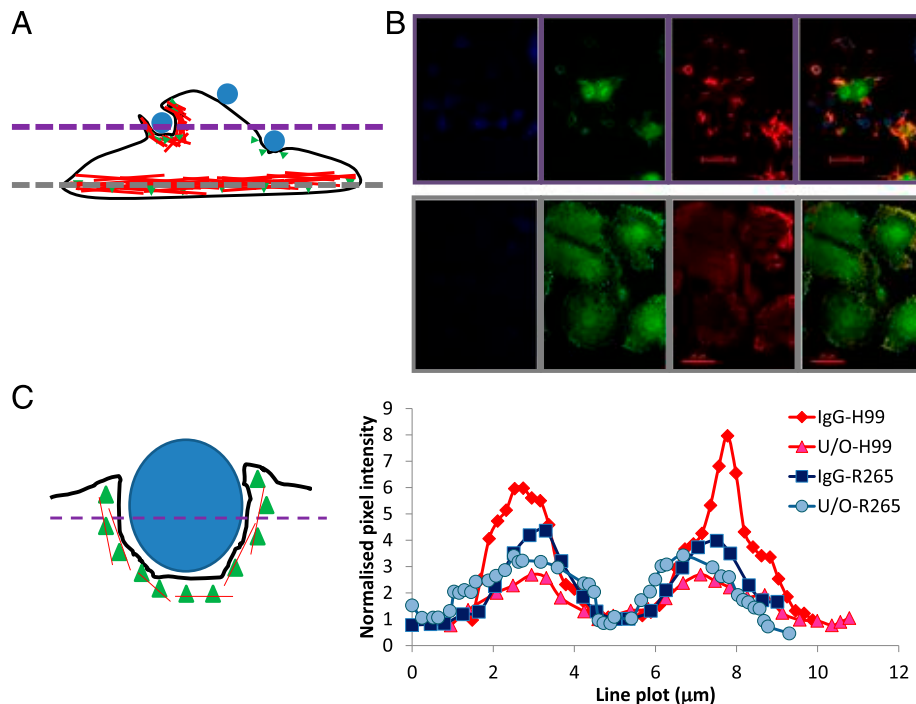 A
B
C
Normalised pixel intensity
9
8
7
6
5
4
3
2
1
0
0 2 4 6 8 10 12
Line plot (μm)
IgG-H99
U/O-H99
IgG-R265
U/O-R265